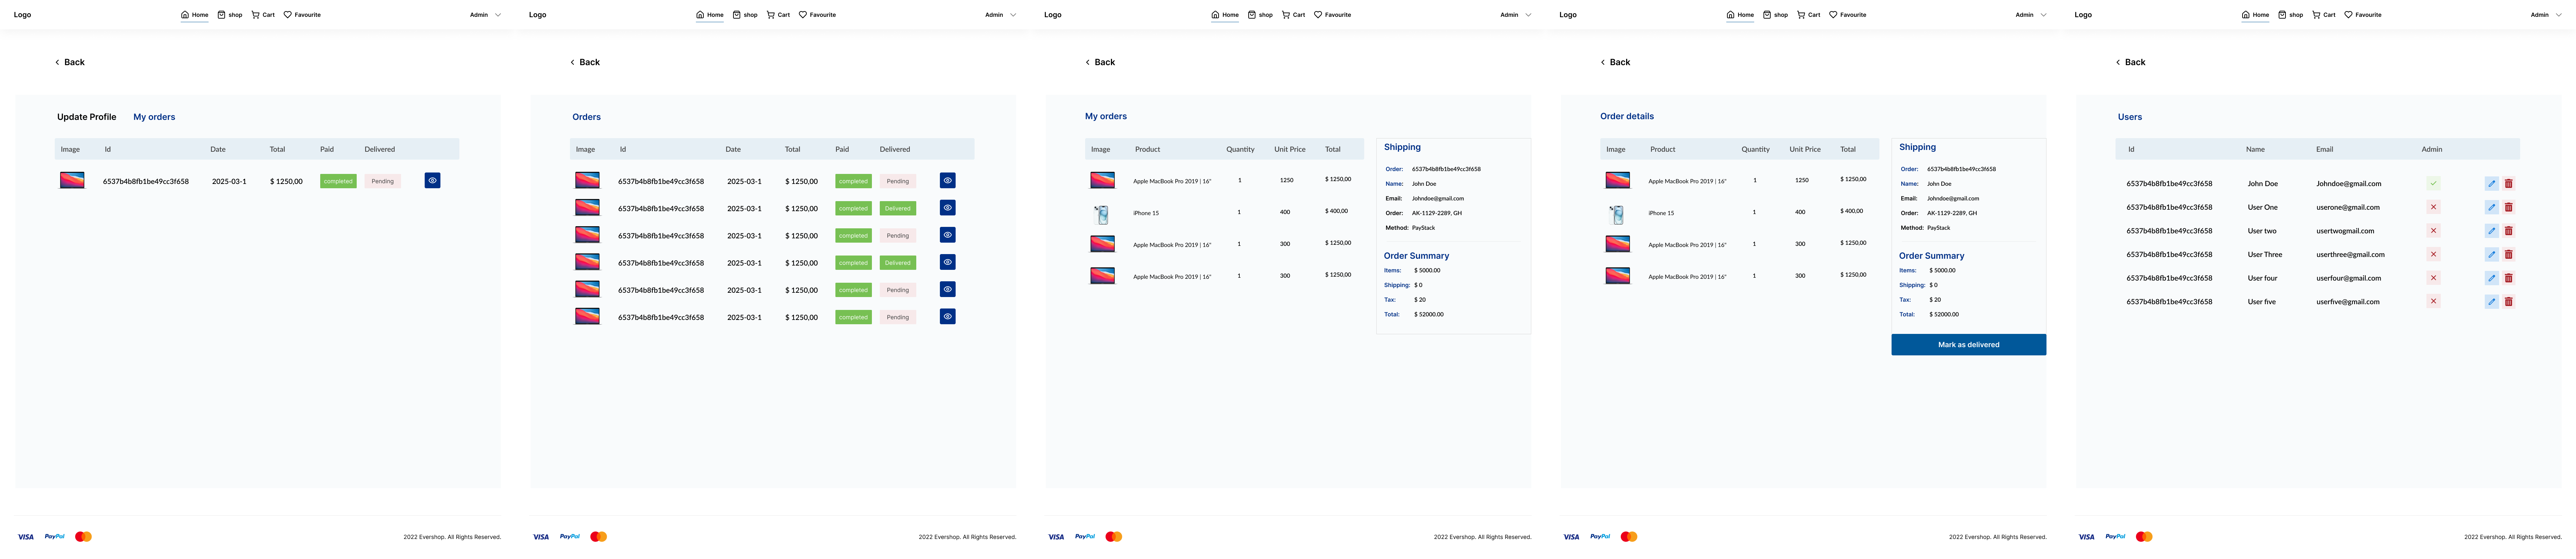 Logo Home shop Cart Favourite Admin
Back
Update Profile My orders
Image Id Date Total Paid Delivered
6537b4b8fb1be49cc3f658 2025-03-1 $ 1250,00 completed Pending
VISA PayPal 2022 Evershop. All Rights Reserved.
Logo Home shop Cart Favourite Admin
Back
Orders
Image Id Date Total Paid Delivered
6537b4b8fb1be49cc3f658 2025-03-1 $ 1250,00 completed Pending
6537b4b8fb1be49cc3f658 2025-03-1 $ 1250,00 completed Delivered
6537b4b8fb1be49cc3f658 2025-03-1 $ 1250,00 completed Pending
6537b4b8fb1be49cc3f658 2025-03-1 $ 1250,00 completed Delivered
6537b4b8fb1be49cc3f658 2025-03-1 $ 1250,00 completed Pending
6537b4b8fb1be49cc3f658 2025-03-1 $ 1250,00 completed Pending
VISA PayPal 2022 Evershop. All Rights Reserved.
Logo Home shop Cart Favourite Admin
Back
My orders
Image Product Quantity Unit Price Total
Apple MacBook Pro 2019 | 16" 1 1250 $ 1250,00
iPhone 15 1 400 $ 400,00
Apple MacBook Pro 2019 | 16" 1 300 $ 1250,00
Apple MacBook Pro 2019 | 16" 1 300 $ 1250,00
Shipping
Order: 6537b4b8fb1be49cc3f658
Name: John Doe
Email: Johndoe@gmail.com
Order: AK-1129-2289, GH
Method: PayStack
Order Summary
Items: $ 5000.00
Shipping: $ 0
Tax: $ 20
Total: $ 52000.00
VISA PayPal 2022 Evershop. All Rights Reserved.
Logo Home shop Cart Favourite Admin
Back
Order details
Image Product Quantity Unit Price Total
Apple MacBook Pro 2019 | 16" 1 1250 $ 1250,00
iPhone 15 1 400 $ 400,00
Apple MacBook Pro 2019 | 16" 1 300 $ 1250,00
Apple MacBook Pro 2019 | 16" 1 300 $ 1250,00
Shipping
Order: 6537b4b8fb1be49cc3f658
Name: John Doe
Email: Johndoe@gmail.com
Order: AK-1129-2289, GH
Method: PayStack
Order Summary
Items: $ 5000.00
Shipping: $ 0
Tax: $ 20
Total: $ 52000.00
Mark as delivered
VISA PayPal 2022 Evershop. All Rights Reserved.
Logo Home shop Cart Favourite Admin
Back
Users
Id Name Email Admin
6537b4b8fb1be49cc3f658 John Doe Johndoe@gmail.com
6537b4b8fb1be49cc3f658 User One userone@gmail.com
6537b4b8fb1be49cc3f658 User two usertwogmail.com
6537b4b8fb1be49cc3f658 User Three userthree@gmail.com
6537b4b8fb1be49cc3f658 User four userfour@gmail.com
6537b4b8fb1be49cc3f658 User five userfive@gmail.com
VISA PayPal 2022 Evershop. All Rights Reserved.